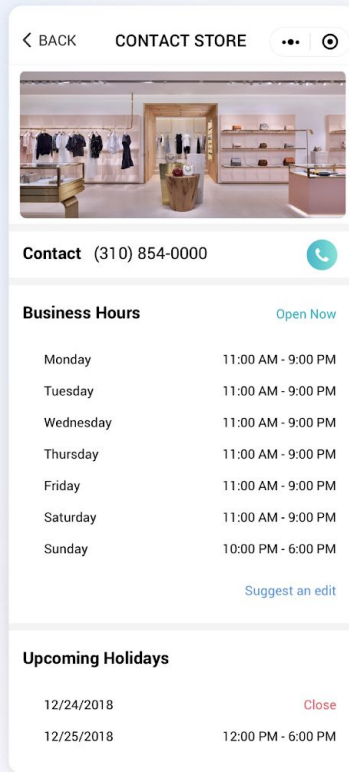 BACK CONTACT STORE
Contact (310) 854-0000
Business Hours Open Now
Monday 11:00 AM - 9:00 PM
Tuesday 11:00 AM - 9:00 PM
Wednesday 11:00 AM - 9:00 PM
Thursday 11:00 AM - 9:00 PM
Friday 11:00 AM - 9:00 PM
Saturday 11:00 AM - 9:00 PM
Sunday 10:00 PM - 6:00 PM
Suggest an edit
Upcoming Holidays
12/24/2018 Close
12/25/2018 12:00 PM - 6:00 PM